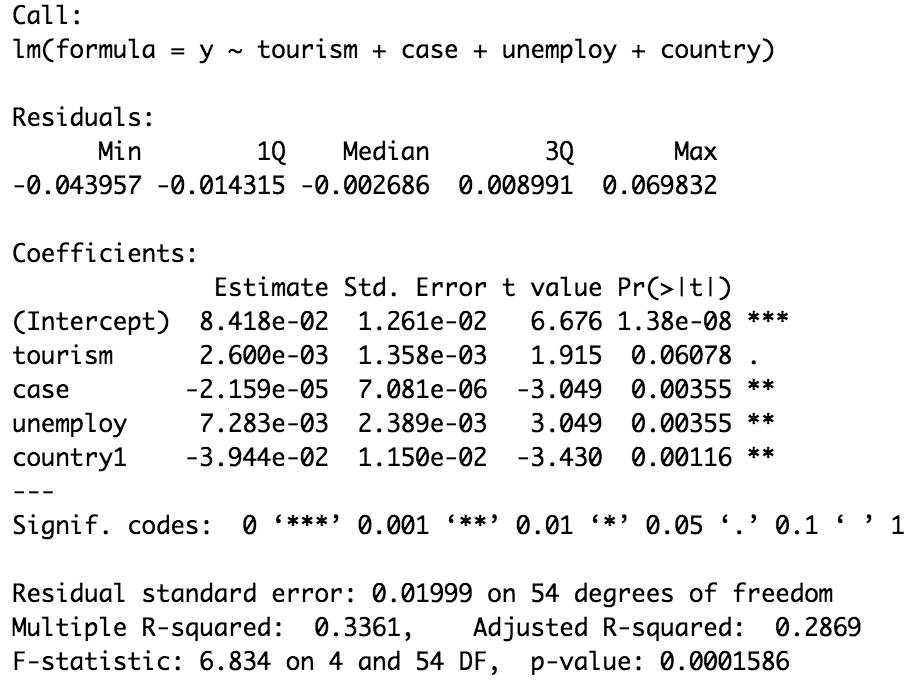 Call:
lm(formula = y ~ tourism + case + unemploy + country)
Residuals:
Min 1Q Median 3Q Max
-0.043957 -0.014315 -0.002686 0.008991 0.069832
Coefficients:
Estimate Std. Error t value Pr(>|t|)
(Intercept) 8.418e-02 1.261e-02 6.676 1.38e-08 ***
tourism 2.600e-03 1.358e-03 1.915 0.06078 .
case -2.159e-05 7.081e-06 -3.049 0.00355 **
unemploy 7.283e-03 2.389e-03 3.049 0.00355 **
country1 -3.944e-02 1.150e-02 -3.430 0.00116 **
---
Signif. codes: 0 ‘***’ 0.001 ‘**’ 0.01 ‘*’ 0.05 ‘.’ 0.1 ‘ ’ 1
Residual standard error: 0.01999 on 54 degrees of freedom
Multiple R-squared: 0.3361, Adjusted R-squared: 0.2869
F-statistic: 6.834 on 4 and 54 DF, p-value: 0.0001586